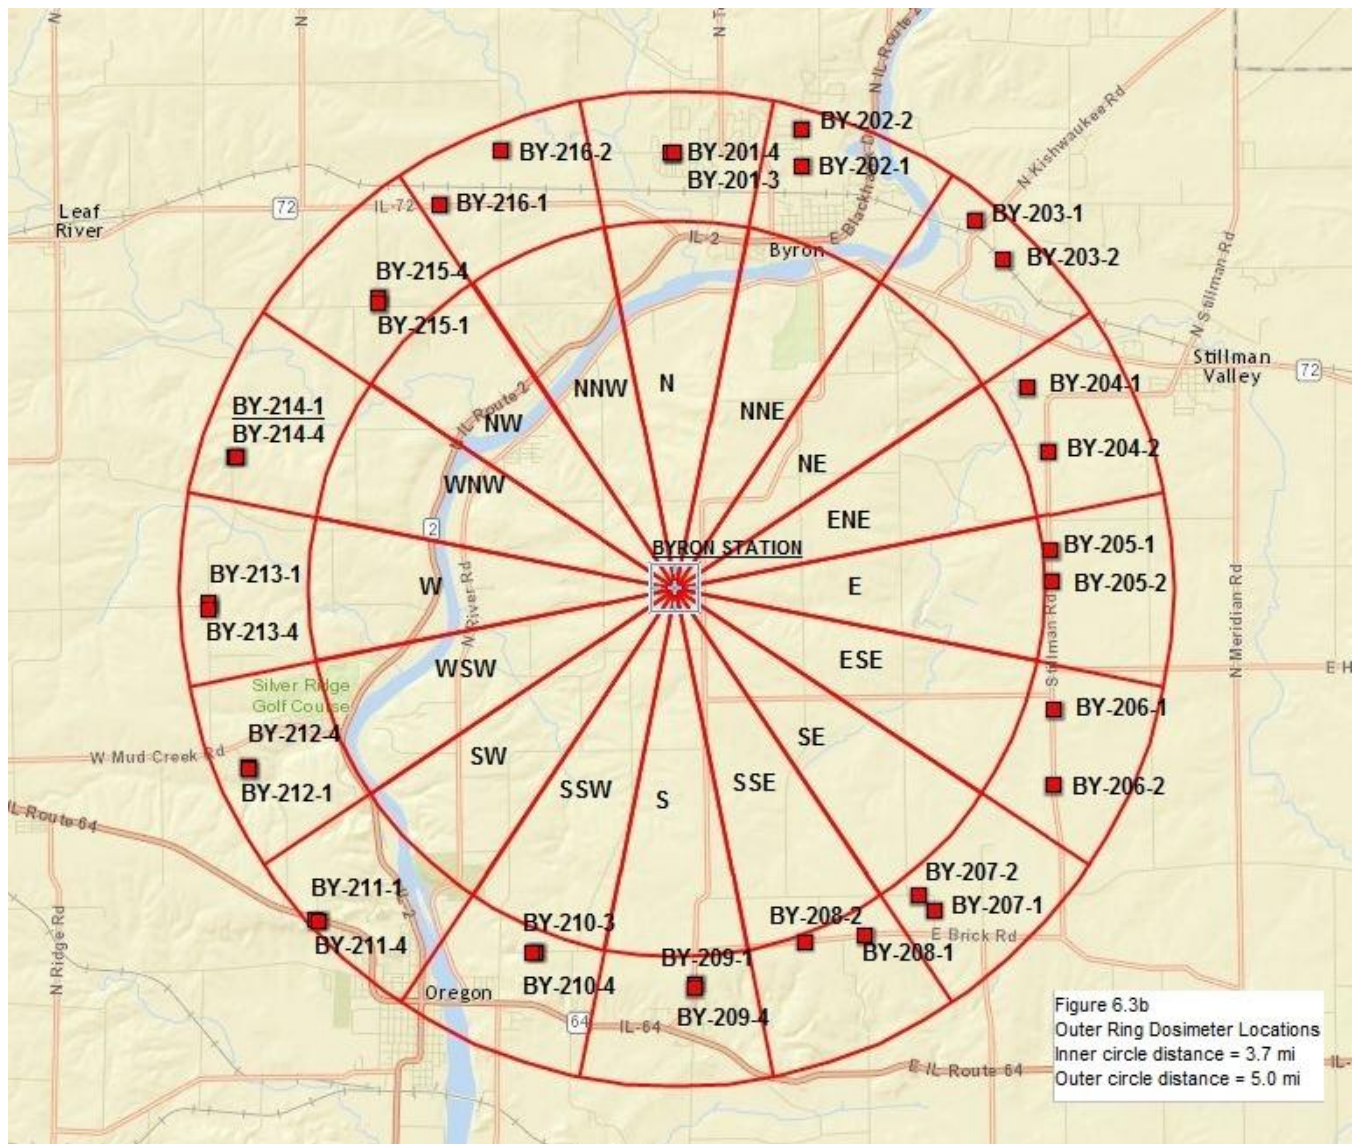 N
N
N IL Route 2
BY-202-2
BY-216-2
BY-201-4
BY-201-3
BY-202-1
N Kishwaukee Rd
72
IL-72
BY-216-1
BY-203-1
Leaf
River
IL-2
Byron
BY-203-2
N Stillman Rd
BY-215-4
BY-215-1
Stillman
Valley
72
NNW
N
NNE
BY-204-1
BY-214-1
BY-214-4
IL Route 2
NW
BY-204-2
NE
WNW
ENE
2
BYRON STATION
BY-205-1
BY-213-1
W
E
BY-205-2
N River Rd
S Stillman Rd
N Meridian Rd
BY-213-4
WSW
ESE
E H
Silver Ridge
Golf Course
BY-206-1
BY-212-4
SE
W Mud Creek Rd
SW
SSW
S
SSE
BY-212-1
BY-206-2
IL Route 64
BY-211-1
IL-2
BY-207-2
BY-207-1
BY-208-2
BY-210-3
BY-211-4
BY-208-1
E Brick Rd
N Ridge Rd
BY-209-1
BY-210-4
Oregon
BY-209-4
64
IL-64
E IL Route 64
IL-
Figure 6.3b
Outer Ring Dosimeter Locations
Inner circle distance = 3.7 mi
Outer circle distance = 5.0 mi